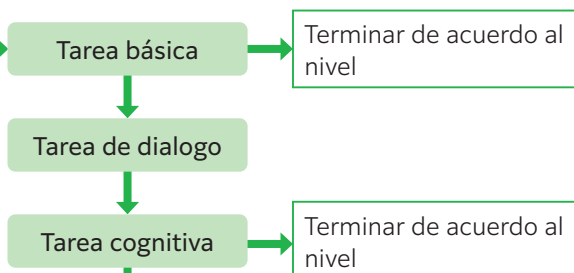 Tarea básica
Terminar de acuerdo al
nivel
Tarea de dialogo
Tarea cognitiva
Terminar de acuerdo al
nivel